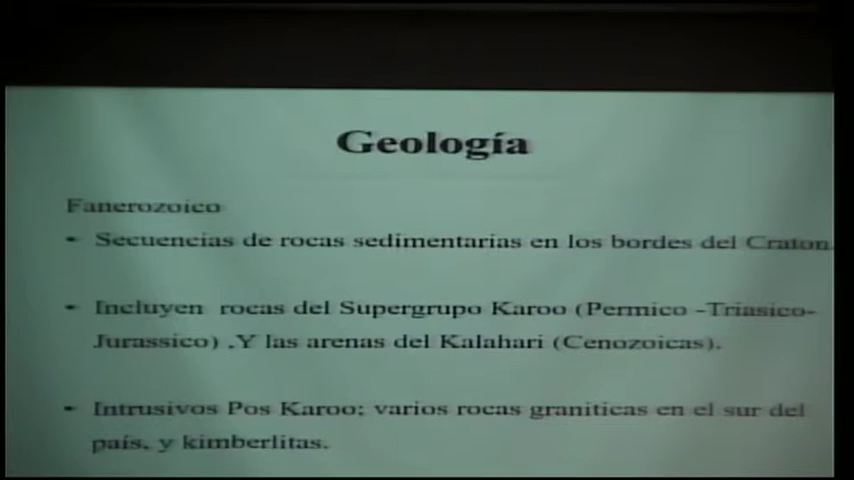 Geología
Fanerozoico
• Secuencias de rocas sedimentarias en los bordes del Craton.
• Incluyen rocas del Supergrupo Karoo (Permico -Triasico-
Jurassico) .Y las arenas del Kalahari (Cenozoicas).
• Intrusivos Pos Karoo; varios rocas graniticas en el sur del
país, y kimberlitas.